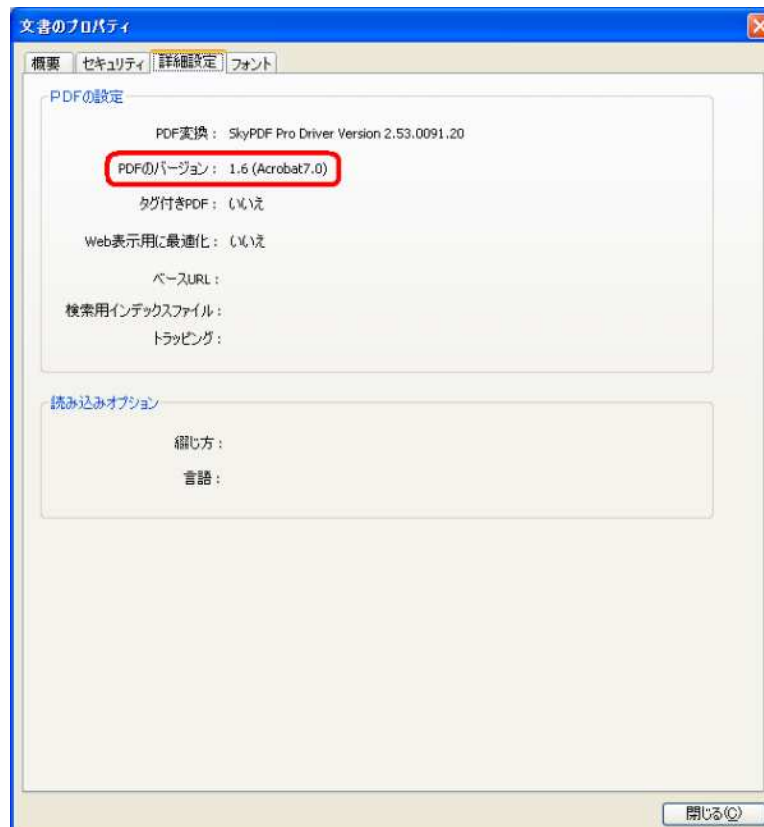 文書のプロパティ
概要 セキュリティ 詳細設定 フォント
PDFの設定
PDF変換： SkyPDF Pro Driver Version 2.53.0091.20
PDFのバージョン： 1.6 (Acrobat7.0)
タグ付きPDF： いいえ
Web表示用に最適化： いいえ
ベースURL：
検索用インデックスファイル：
トラッピング：
読み込みオプション
綴じ方：
言語：
閉じる(C)